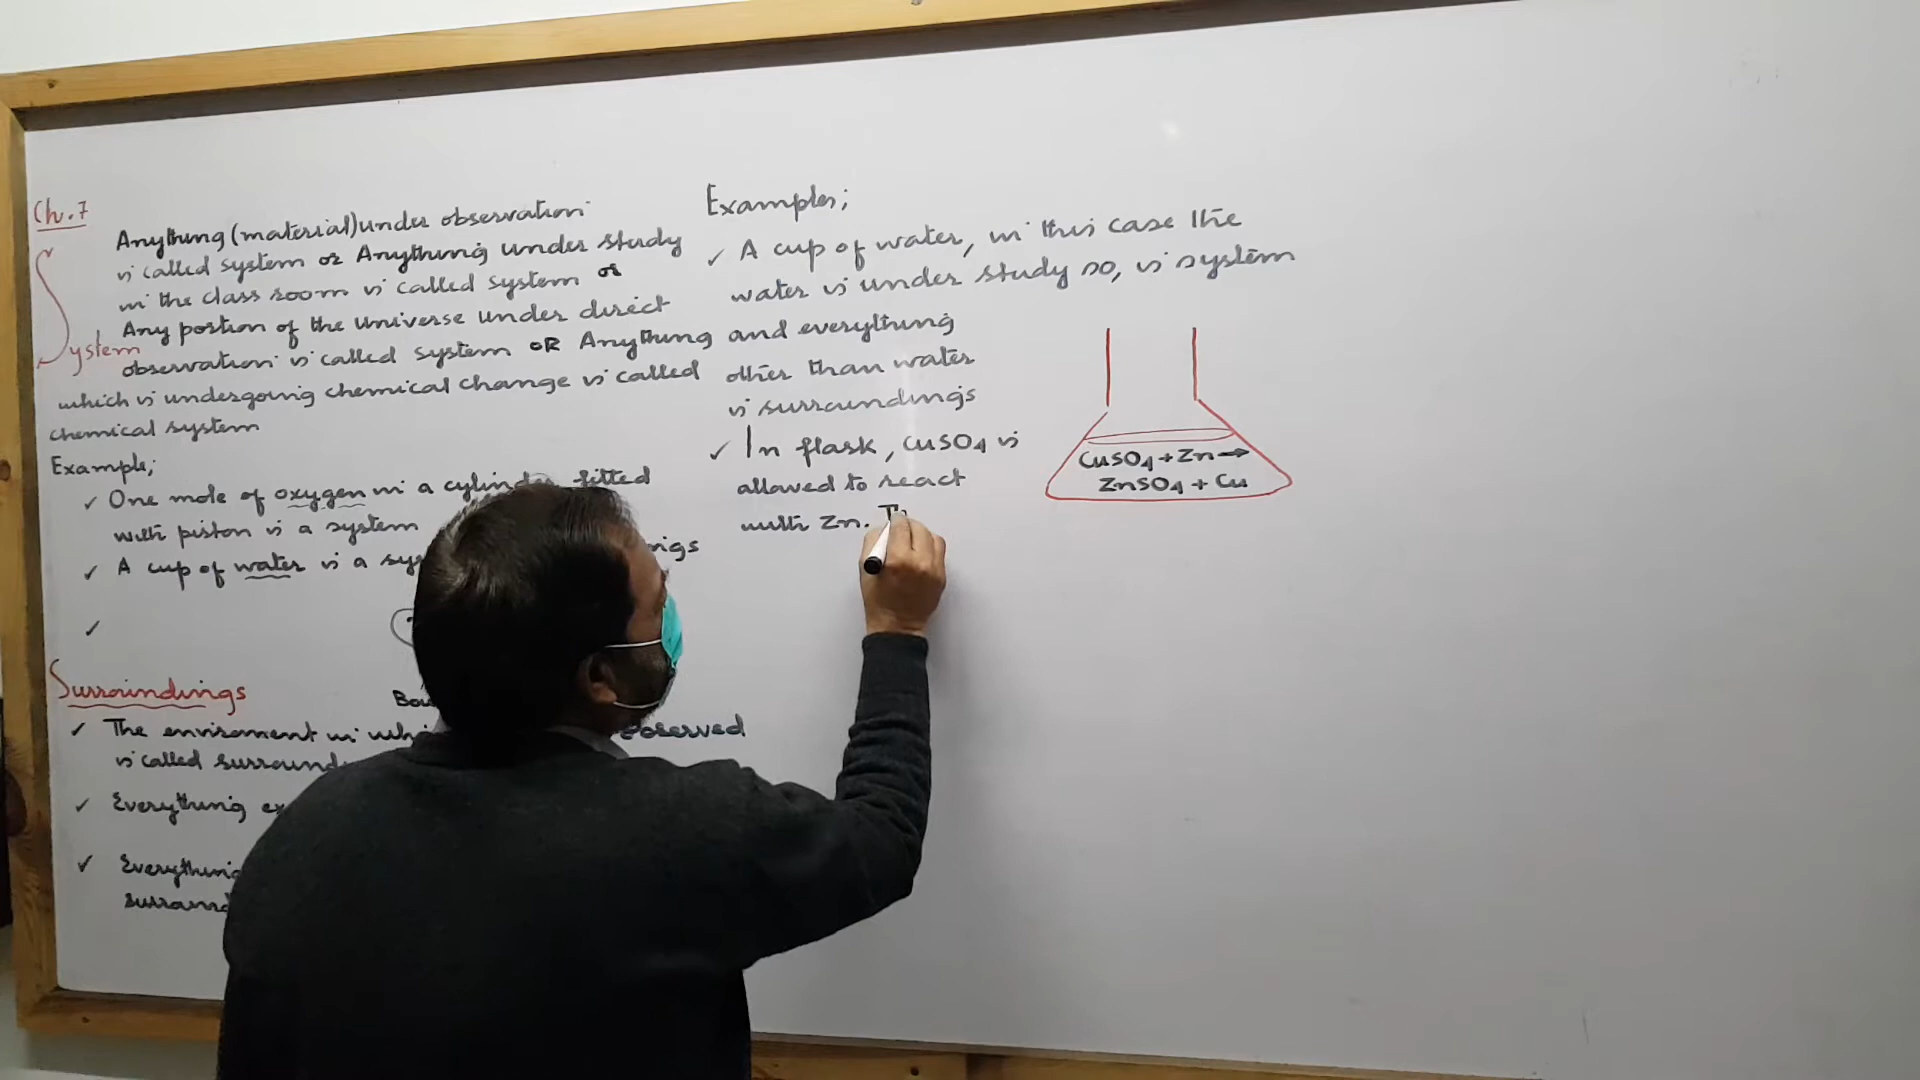 Ch.7
System
Anything (material) under observation
is called system or Anything under study
in the class room is called system or
Any portion of the universe under direct
observation is called system OR Anything
which is undergoing chemical change is called
chemical system
Example;
✓ One mole of oxygen in a cylinder fitted
with piston is a system
✓ A cup of water is a
✓
Surroundings
✓ The enviroment in observed
is called
✓ Everything
✓ Everything
Examples;
✓ A cup of water, in this case the
water is under study so, is system
and everything
other than water
is surroundings
✓ In flask, CuSO4 is
allowed to react
with Zn.
CuSO4 + Zn →
ZnSO4 + Cu